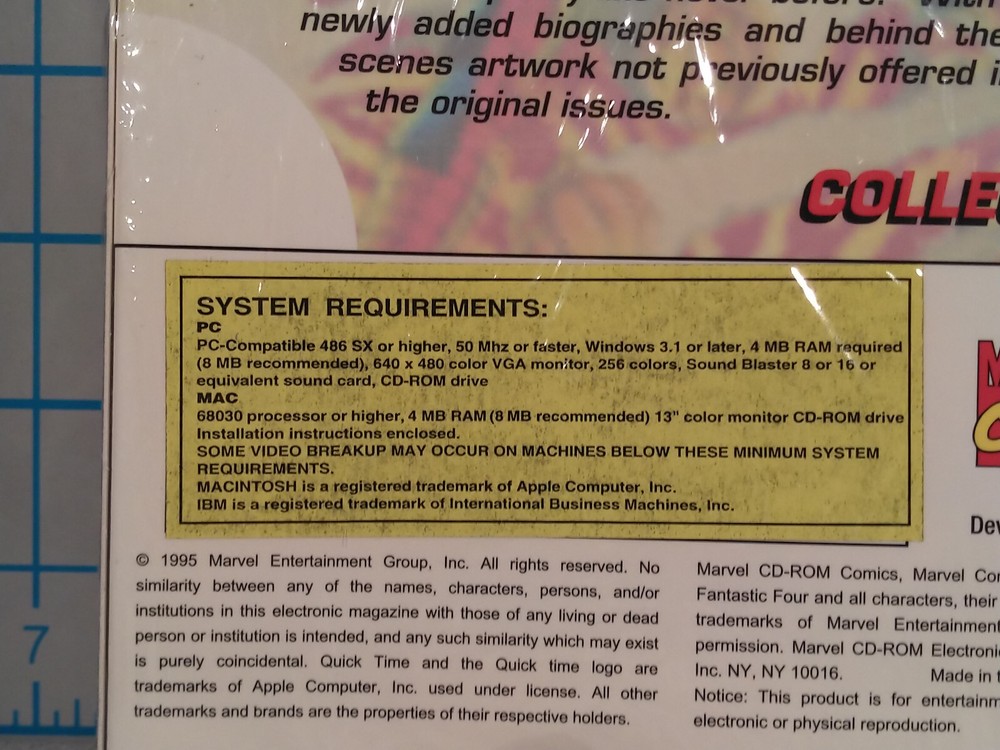 newly added biographies and behind the
scenes artwork not previously offered
the original issues.
SYSTEM REQUIREMENTS:
PC
PC-Compatible 486 SX or higher, 50 Mhz or faster, Windows 3.1 or later, 4 MB RAM required
(8 MB recommended), 640 x 480 color VGA monitor, 256 colors, Sound Blaster 8 or 16 or
equivalent sound card, CD-ROM drive
MAC
68030 processor or higher, 4 MB RAM (8 MB recommended) 13" color monitor CD-ROM drive
Installation instructions enclosed.
SOME VIDEO BREAKUP MAY OCCUR ON MACHINES BELOW THESE MINIMUM SYSTEM
REQUIREMENTS.
MACINTOSH is a registered trademark of Apple Computer, Inc.
IBM is a registered trademark of International Business Machines, Inc.
© 1995 Marvel Entertainment Group, Inc. All rights reserved. No
similarity between any of the names, characters, persons, and/or
institutions in this electronic magazine with those of any living or dead
person or institution is intended, and any such similarity which may exist
is purely coincidental. Quick Time and the Quick time logo are
trademarks of Apple Computer, Inc. used under license. All other
trademarks and brands are the properties of their respective holders.
Marvel CD-ROM Comics, Marvel
Fantastic Four and all characters, their
trademarks of Marvel Entertainment
permission. Marvel CD-ROM
Inc. NY, NY 10016. Made in
Notice: This product is for
electronic or physical reproduction.
7